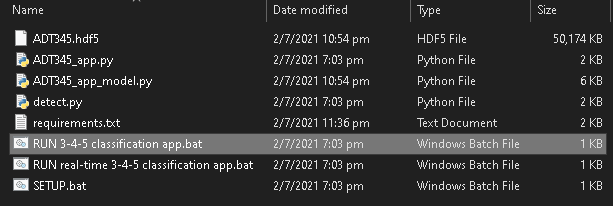 Name Date modified Type Size
ADT345.hdf5 2/7/2021 10:54 pm HDF5 File 50,174 KB
ADT345_app.py 2/7/2021 7:03 pm Python File 2 KB
ADT345_app_model.py 2/7/2021 10:54 pm Python File 6 KB
detect.py 2/7/2021 7:03 pm Python File 2 KB
requirements.txt 2/7/2021 11:36 pm Text Document 2 KB
RUN 3-4-5 classification app.bat 2/7/2021 7:03 pm Windows Batch File 1 KB
RUN real-time 3-4-5 classification app.bat 2/7/2021 7:03 pm Windows Batch File 1 KB
SETUP.bat 2/7/2021 7:03 pm Windows Batch File 1 KB